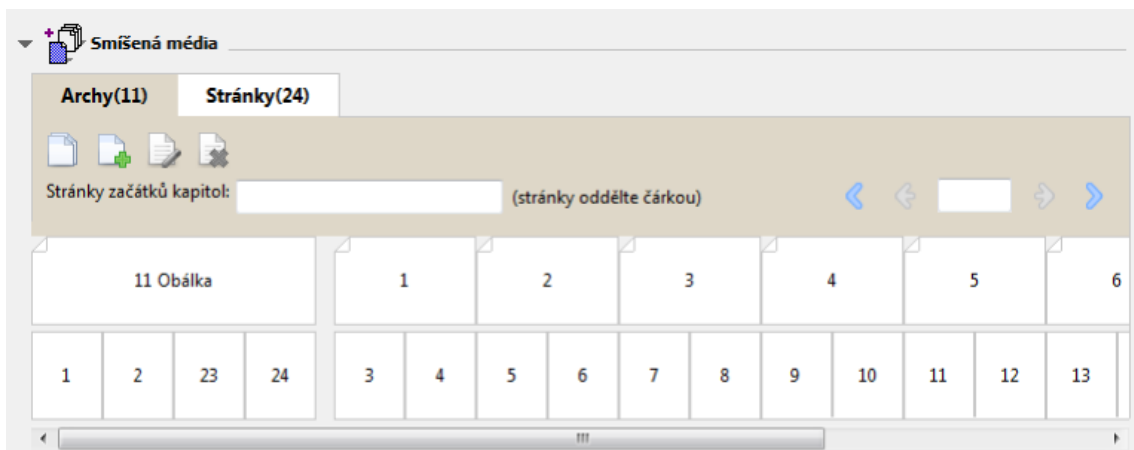 Smíšená média
Archy(11) Stránky(24)
Stránky začátků kapitol: (stránky oddělte čárkou)
11 Obálka 1 2 3 4 5 6
1 2 23 24 3 4 5 6 7 8 9 10 11 12 13